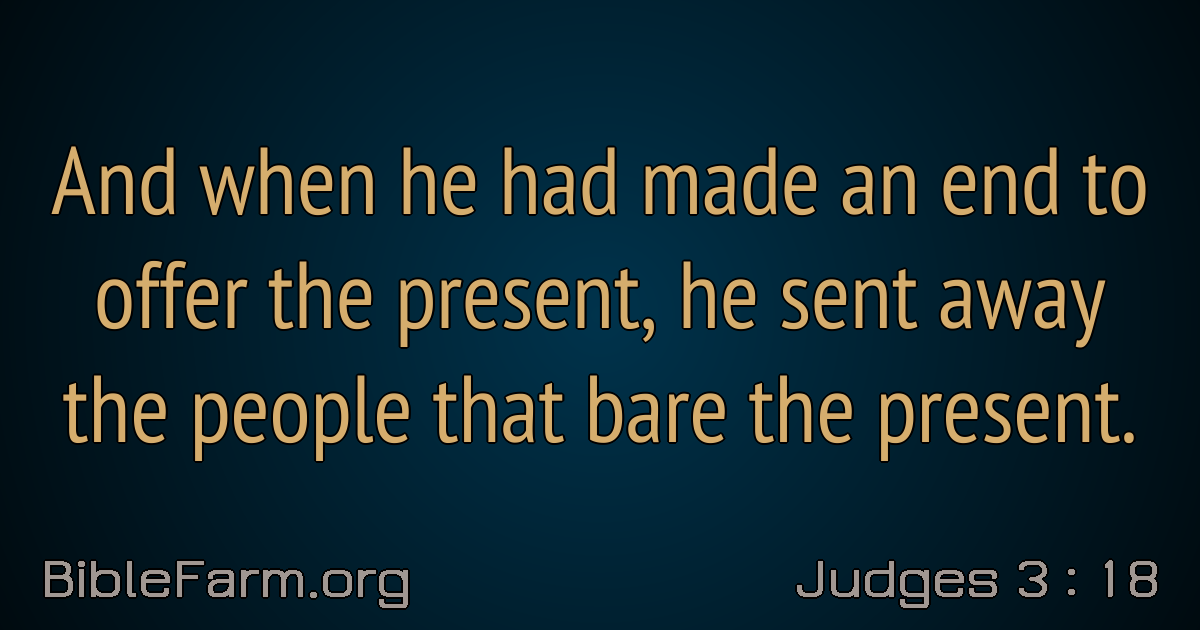 And when he had made an end to
offer the present, he sent away
the people that bare the present.
BibleFarm.org
Judges 3 : 18